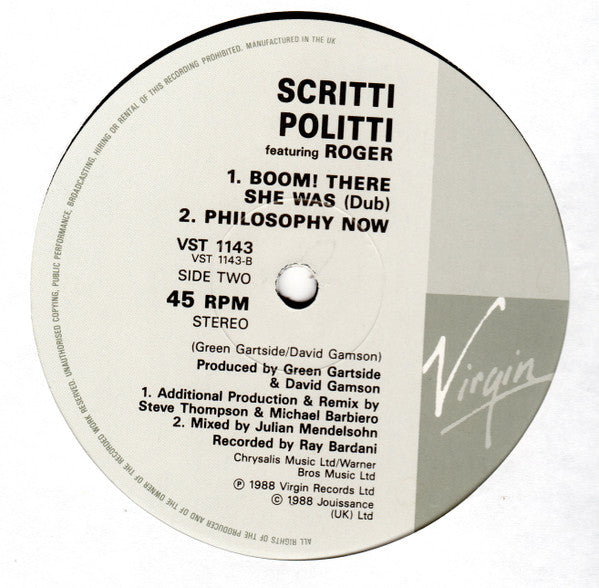 SCRITTI
POLITTI
featuring ROGER
1. BOOM! THERE
SHE WAS (Dub)
2. PHILOSOPHY NOW
VST 1143
VST 1143-B
SIDE TWO
45 RPM
STEREO
(Green Gartside/David Gamson)
Produced by Green Gartside
& David Gamson
1. Additional Production & Remix by
Steve Thompson & Michael Barbiero
2. Mixed by Julian Mendelsohn
Recorded by Ray Bardani
Chrysalis Music Ltd/Warner
Bros Music Ltd
℗ 1988 Virgin Records Ltd
© 1988 Jouissance
(UK) Ltd
Virgin
ALL RIGHTS OF THE PRODUCER AND OF THE OWNER OF THE RECORDED WORK RESERVED. UNAUTHORISED COPYING, PUBLIC PERFORMANCE, BROADCASTING, HIRING OR RENTAL OF THIS RECORDING PROHIBITED. MANUFACTURED IN THE UK